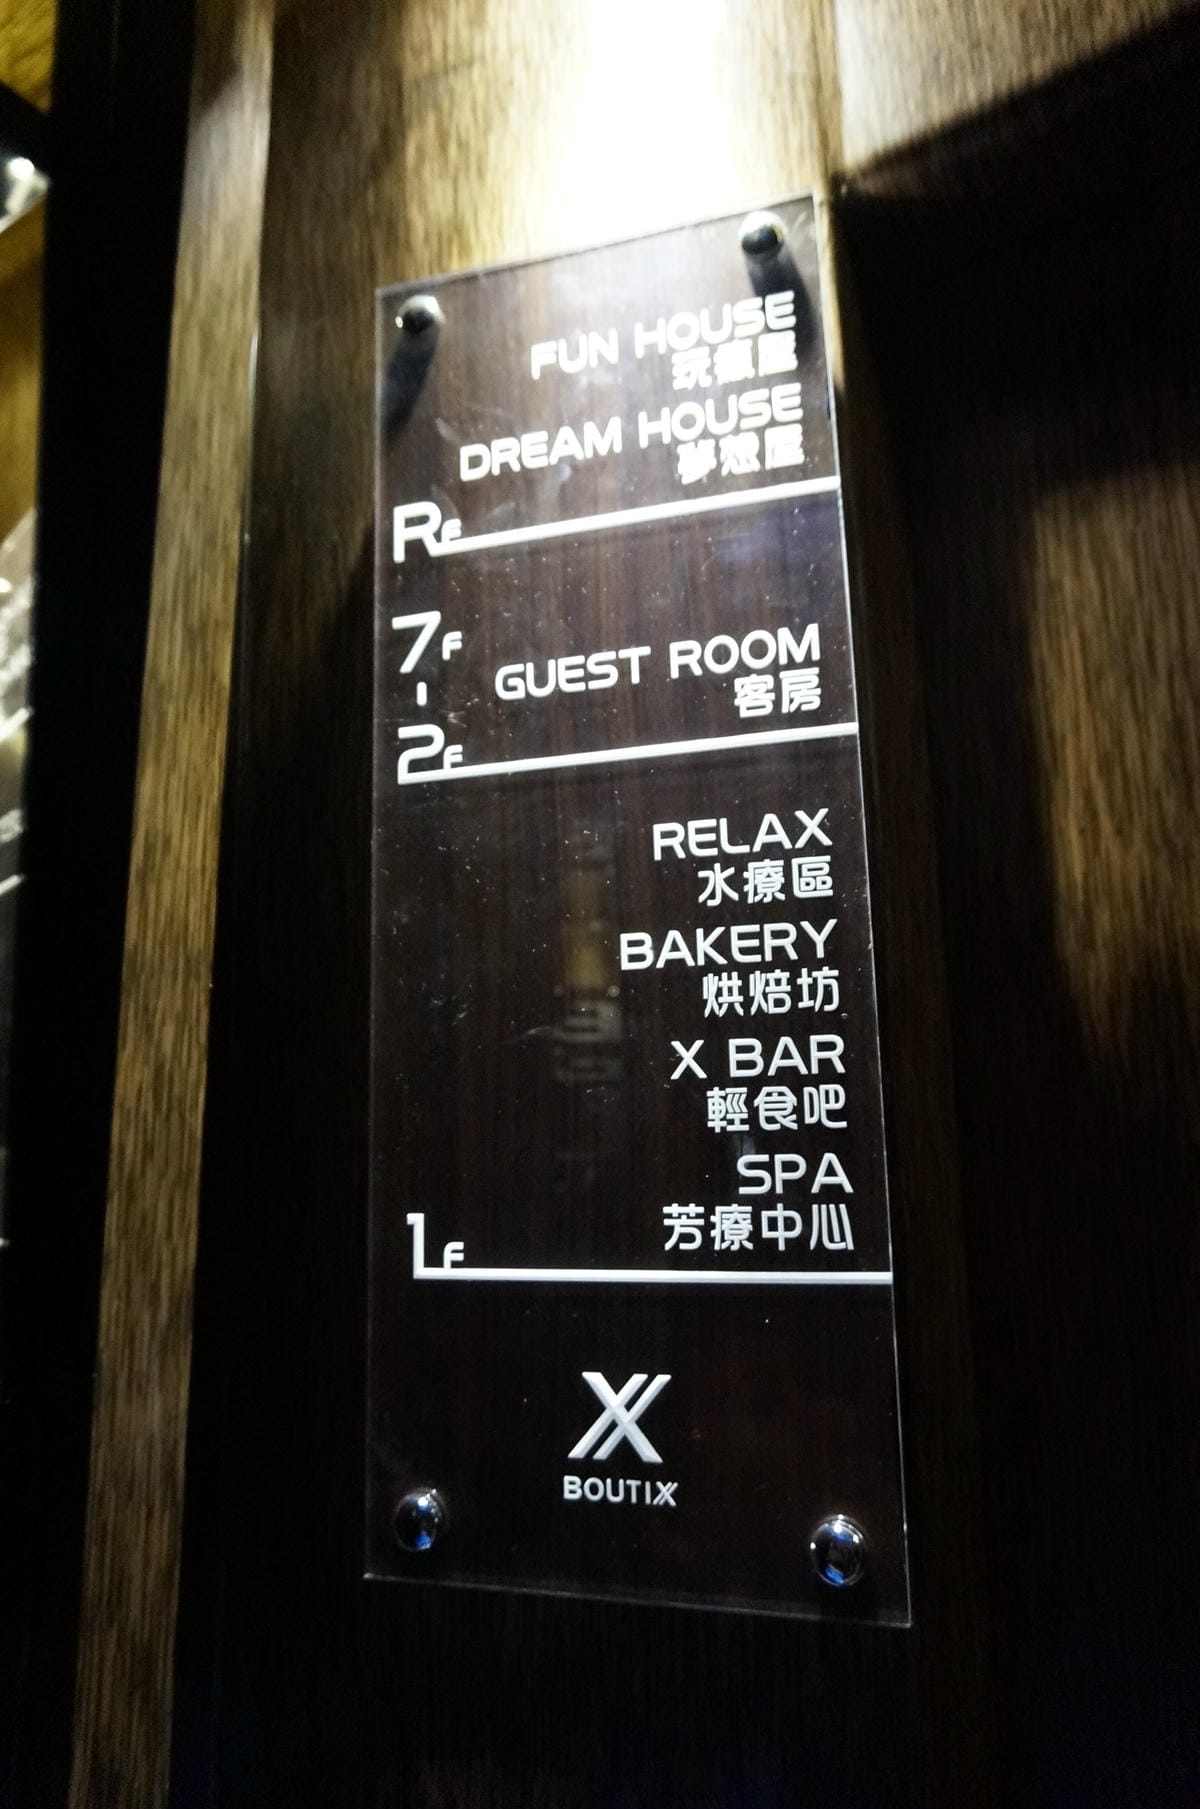 FUN HOUSE
玩瘋屋
DREAM HOUSE
夢想屋
RF
7F
-
2F
GUEST ROOM
客房
RELAX
水療區
BAKERY
烘焙坊
X BAR
輕食吧
SPA
芳療中心
1F
BOUTIX